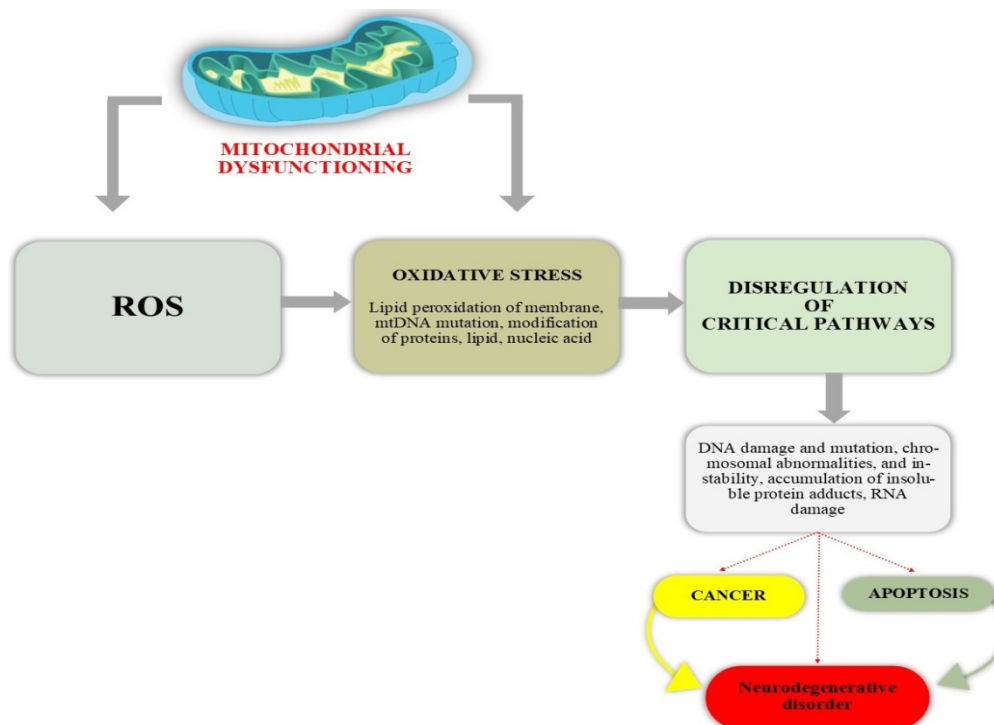 MITOCHONDRIAL
DYSFUNCTIONING
ROS
OXIDATIVE STRESS
Lipid peroxidation of membrane,
mtDNA mutation, modification
of proteins, lipid, nucleic acid
DISREGULATION
OF
CRITICAL PATHWAYS
DNA damage and mutation, chro-
mosomal abnormalities, and in-
stability, accumulation of insolu-
ble protein adducts, RNA
damage
CANCER
APOPTOSIS
Neurodegenerative
disorder